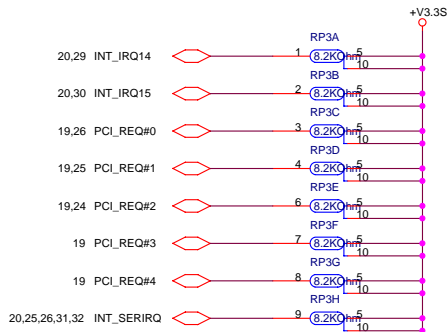 +V3.3S
RP3A
20,29 INT_IRQ14 1 8.2KOhm 5
10
RP3B
20,30 INT_IRQ15 2 8.2KOhm 5
10
RP3C
19,26 PCI_REQ#0 3 8.2KOhm 5
10
RP3D
19,25 PCI_REQ#1 4 8.2KOhm 5
10
RP3E
19,24 PCI_REQ#2 6 8.2KOhm 5
10
RP3F
19 PCI_REQ#3 7 8.2KOhm 5
10
RP3G
19 PCI_REQ#4 8 8.2KOhm 5
10
RP3H
20,25,26,31,32 INT_SERIRQ 9 8.2KOhm 5
10